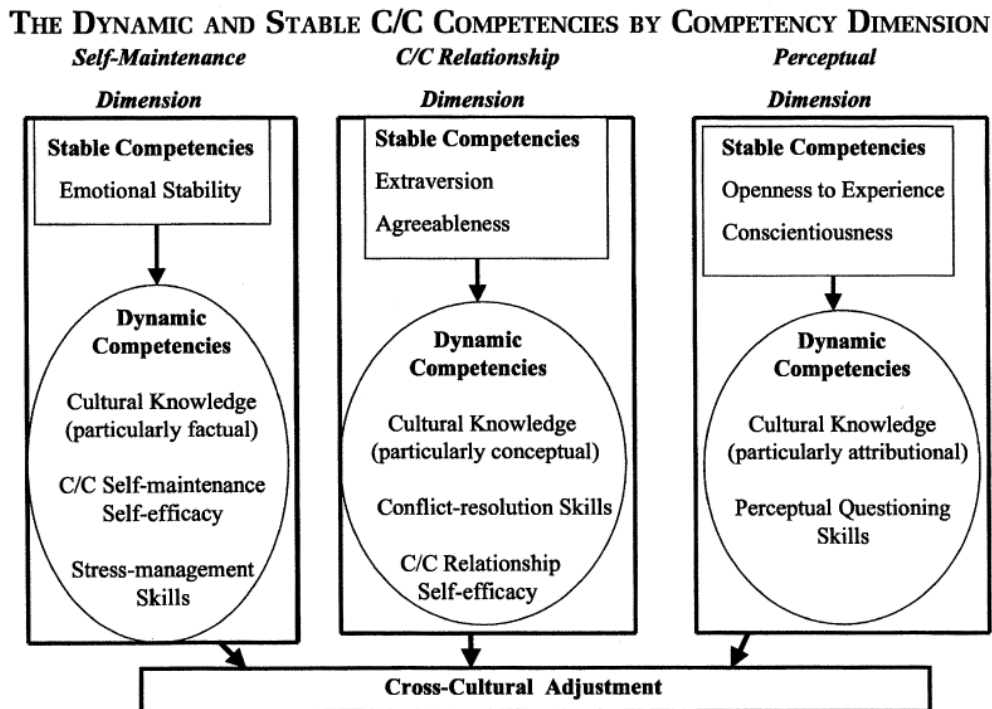 THE DYNAMIC AND STABLE C/C COMPETENCIES BY COMPETENCY DIMENSION
Self-Maintenance
Dimension
C/C Relationship
Dimension
Perceptual
Dimension
Stable Competencies
Emotional Stability
Dynamic
Competencies
Cultural Knowledge
(particularly factual)
C/C Self-maintenance
Self-efficacy
Stress-management
Skills
Stable Competencies
Extraversion
Agreeableness
Dynamic
Competencies
Cultural Knowledge
(particularly conceptual)
Conflict-resolution Skills
C/C Relationship
Self-efficacy
Stable Competencies
Openness to Experience
Conscientiousness
Dynamic
Competencies
Cultural Knowledge
(particularly attributional)
Perceptual Questioning
Skills
Cross-Cultural Adjustment